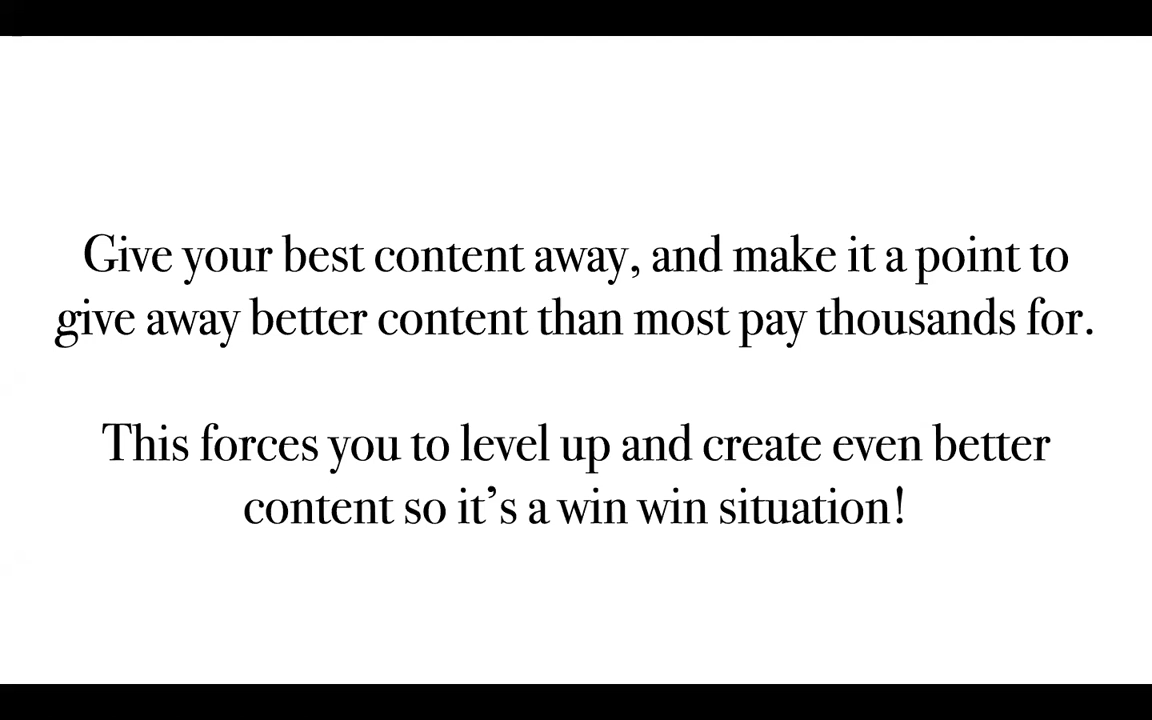 Give your best content away, and make it a point to
give away better content than most pay thousands for.
This forces you to level up and create even better
content so it’s a win win situation!